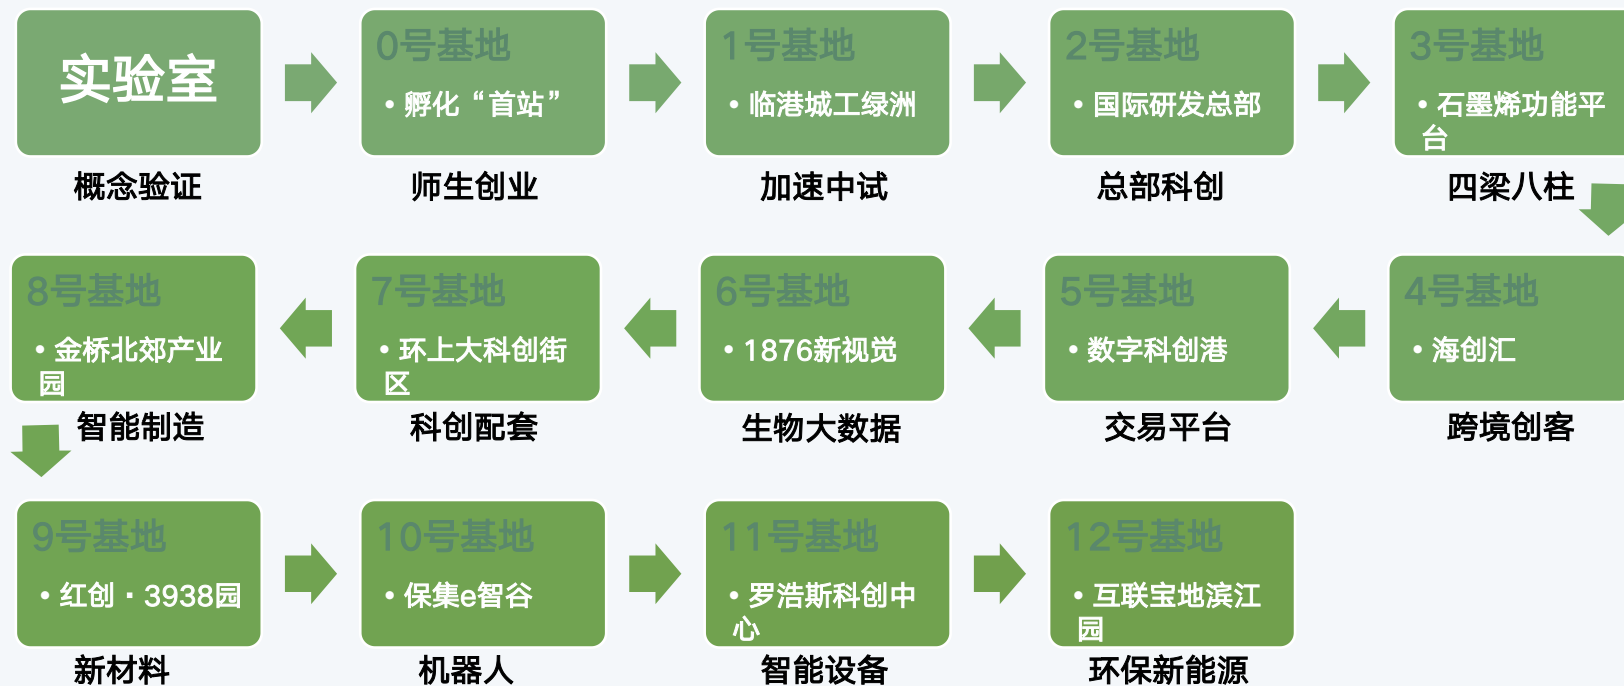 实验室
概念验证
0号基地
• 孵化“首站”
师生创业
1号基地
• 临港城工绿洲
加速中试
2号基地
• 国际研发总部
总部科创
3号基地
• 石墨烯功能平
台
四梁八柱
4号基地
• 海创汇
跨境创客
5号基地
• 数字科创港
交易平台
6号基地
• 1876新视觉
生物大数据
7号基地
• 环上大科创街
区
科创配套
8号基地
• 金桥北郊产业
园
智能制造
9号基地
• 红创·3938园
新材料
10号基地
• 保集e智谷
机器人
11号基地
• 罗浩斯科创中
心
智能设备
12号基地
• 互联宝地滨江
园
环保新能源